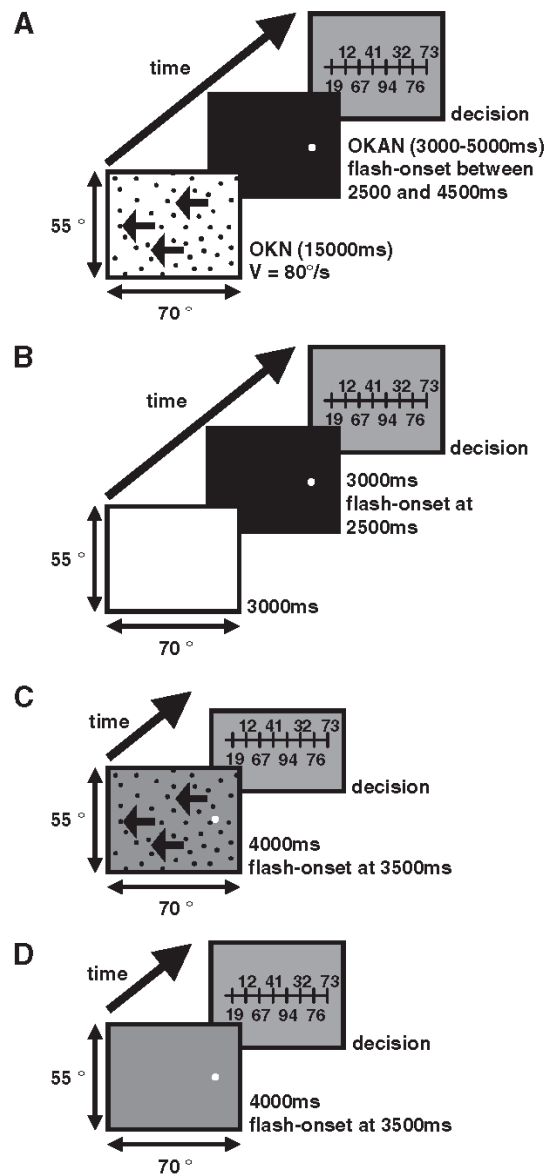 A
time
12 41 32 73
19 67 94 76
decision
OKAN (3000-5000ms)
flash-onset between
2500 and 4500ms
55 °
OKN (15000ms)
V = 80°/s
70 °
B
time
12 41 32 73
19 67 94 76
decision
3000ms
flash-onset at
2500ms
55 °
3000ms
70 °
C
time
12 41 32 73
19 67 94 76
decision
55 °
4000ms
flash-onset at 3500ms
70 °
D
time
12 41 32 73
19 67 94 76
decision
55 °
4000ms
flash-onset at 3500ms
70 °